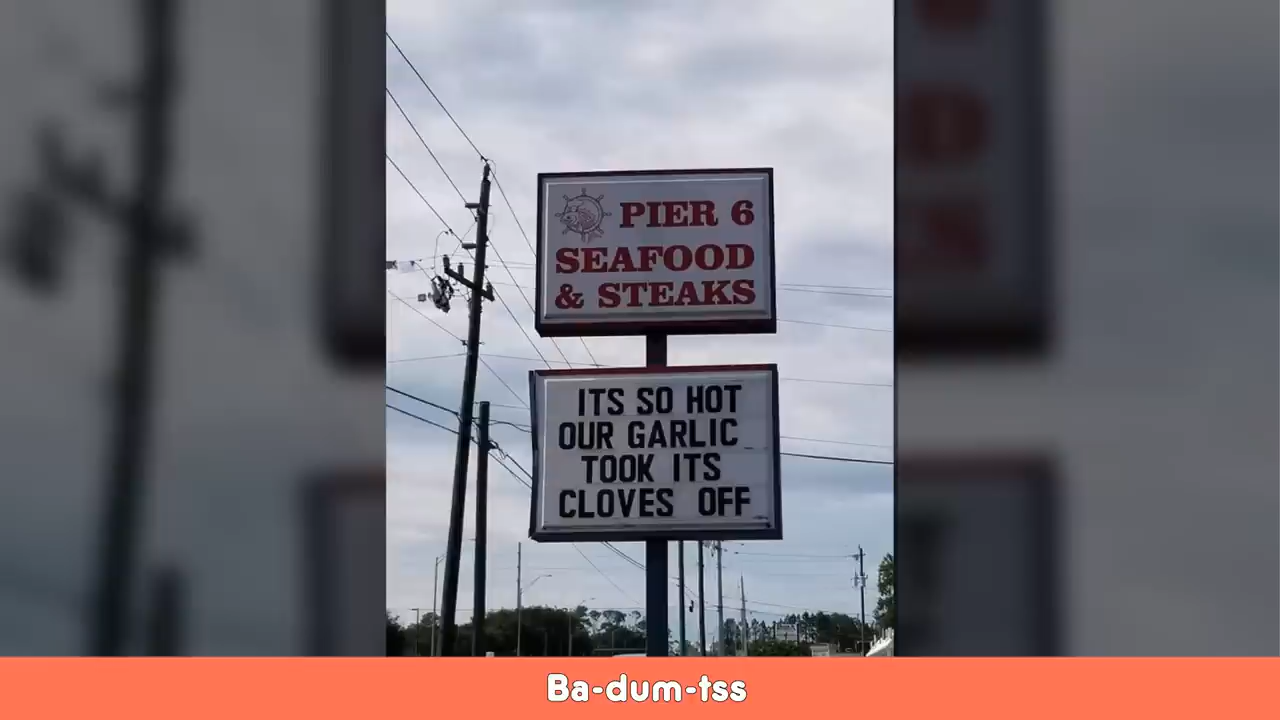 PIER 6
SEAFOOD
& STEAKS
ITS SO HOT
OUR GARLIC
TOOK ITS
CLOVES OFF
Ba-dum-tss